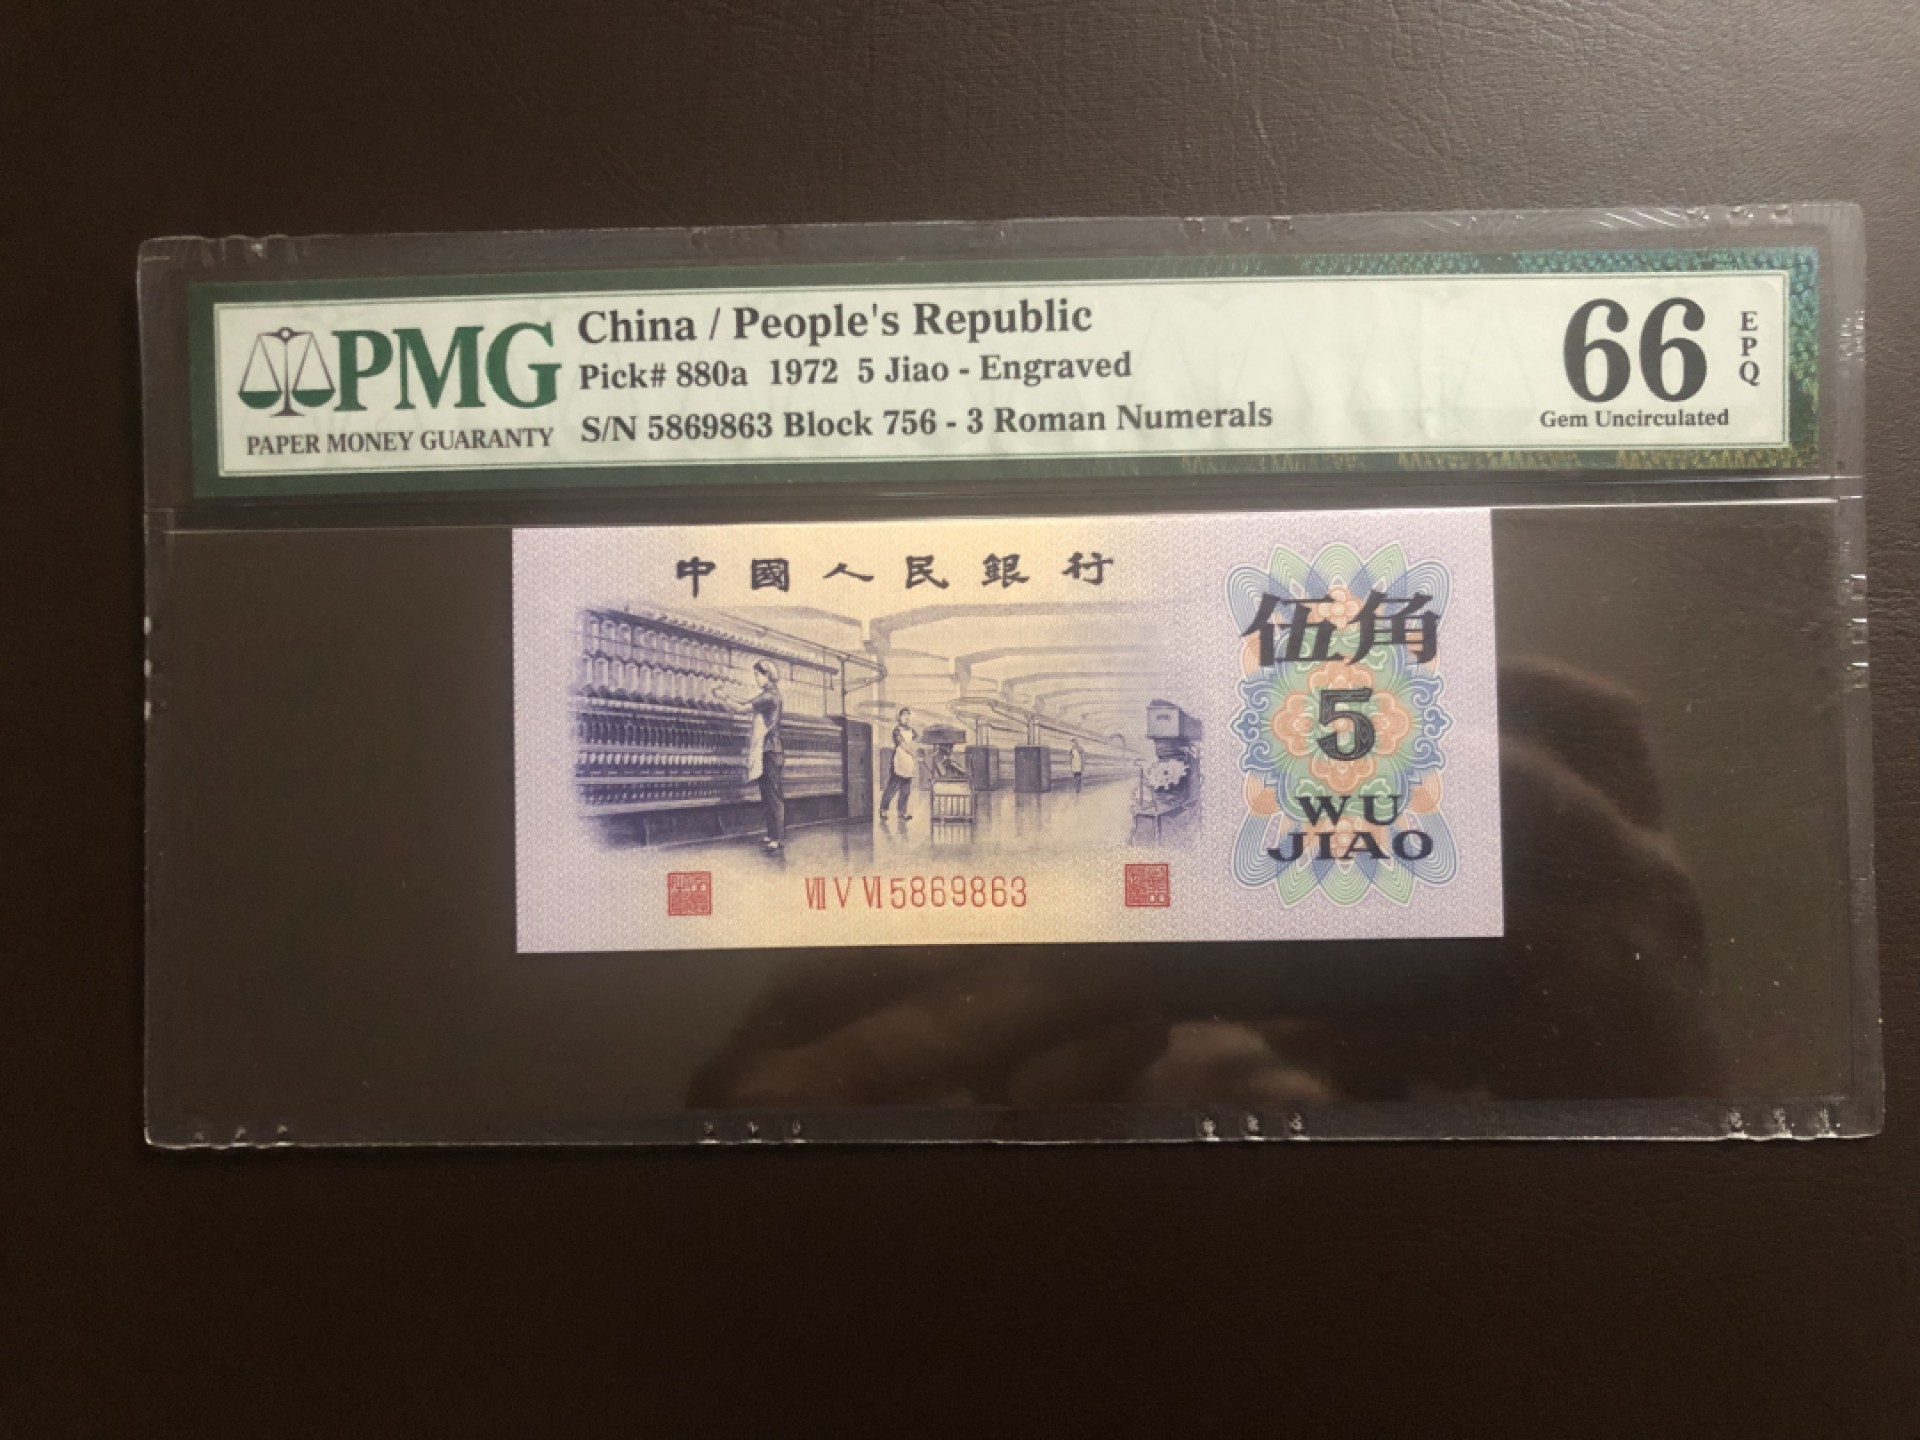 PMG
PAPER MONEY GUARANTY
China / People's Republic
Pick# 880a 1972 5 Jiao - Engraved
S/N 5869863 Block 756 - 3 Roman Numerals
66
EPQ
Gem Uncirculated
中國人民銀行
伍角
5
WU
JIAO
Ⅶ Ⅴ Ⅵ 5869863